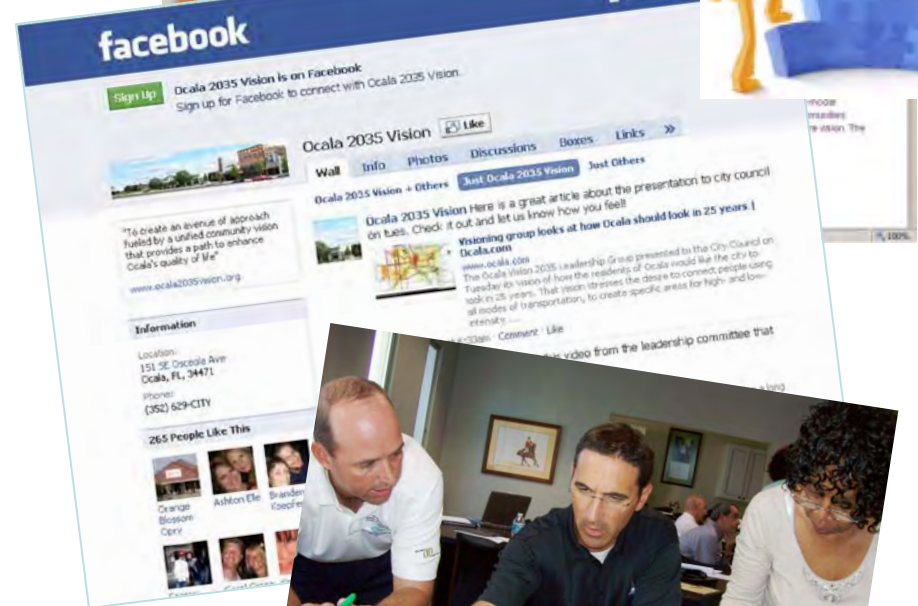 facebook
Sign Up
Ocala 2035 Vision is on Facebook
Sign up for Facebook to connect with Ocala 2035 Vision.
Ocala 2035 Vision Like
Wall Info Photos Discussions Boxes Links »
Ocala 2035 Vision + Others Just Ocala 2035 Vision Just Others
"To create an avenue of approach
fueled by a unified community vision
that provides a path to enhance
Ocala's quality of life"
www.ocala2035vision.org
Information
Location:
151 SE Osceola Ave
Ocala, FL, 34471
Phone:
(352) 629-CITY
265 People Like This
Orange
Blossom
Opry
Ashton Elle
Branden
Ocala 2035 Vision Here is a great article about the presentation to city council
on tues. Check it out and let us know how you feel!
Visioning group looks at how Ocala should look in 25 years |
Ocala.com
www.ocala.com
The Ocala Vision 2035 Leadership Group presented to the City Council on
Tuesday its vision of how the residents of Ocala would like the city to
look in 25 years. That vision stresses the desire to connect people using
all modes of transportation, to create specific areas for high- and low-
intensity ...
Comment · Like
video from the leadership committee that
a long
vision. The
100%